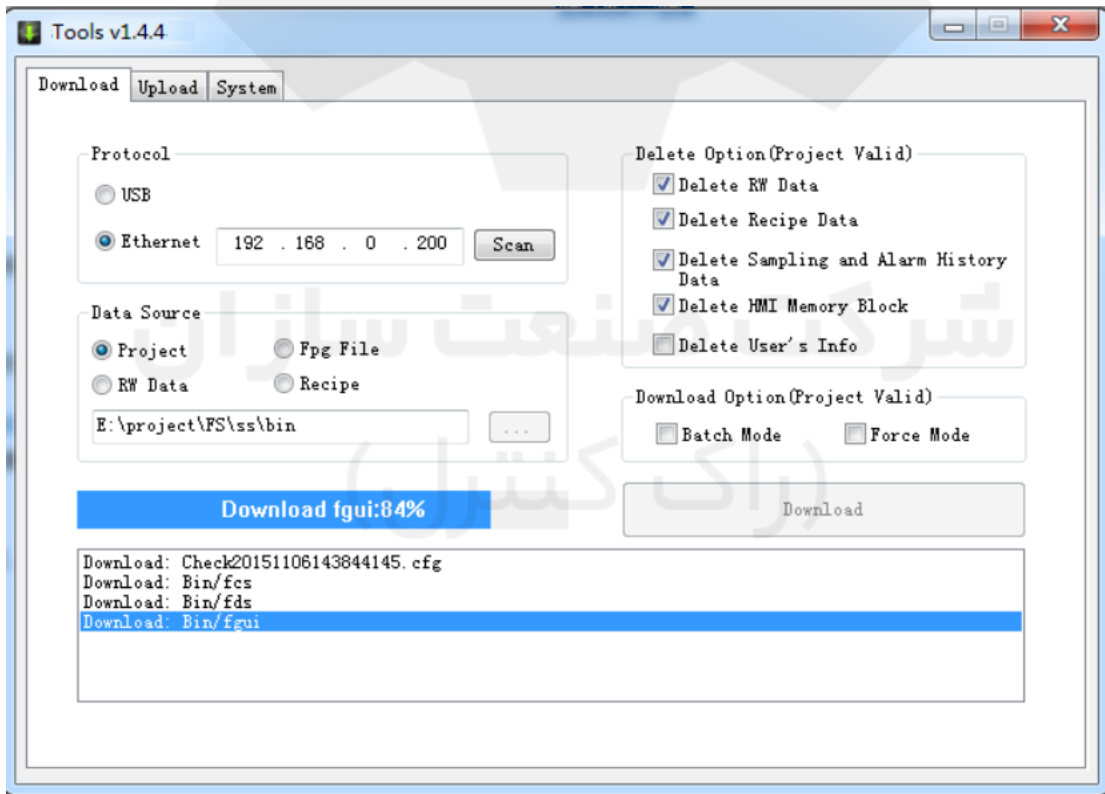 Tools v1.4.4
Download Upload System
Protocol
USB
Ethernet 192 . 168 . 0 . 200 Scan
Data Source
Project Fpg File
RW Data Recipe
E:\project\FS\ss\bin ...
Delete Option(Project Valid)
Delete RW Data
Delete Recipe Data
Delete Sampling and Alarm History
Data
Delete HMI Memory Block
Delete User's Info
Download Option(Project Valid)
Batch Mode Force Mode
Download fgui:84%
Download
Download: Check20151106143844145.cfg
Download: Bin/fcs
Download: Bin/fds
Download: Bin/fgui
شرکت صنعت سازان
(راک کنترل)